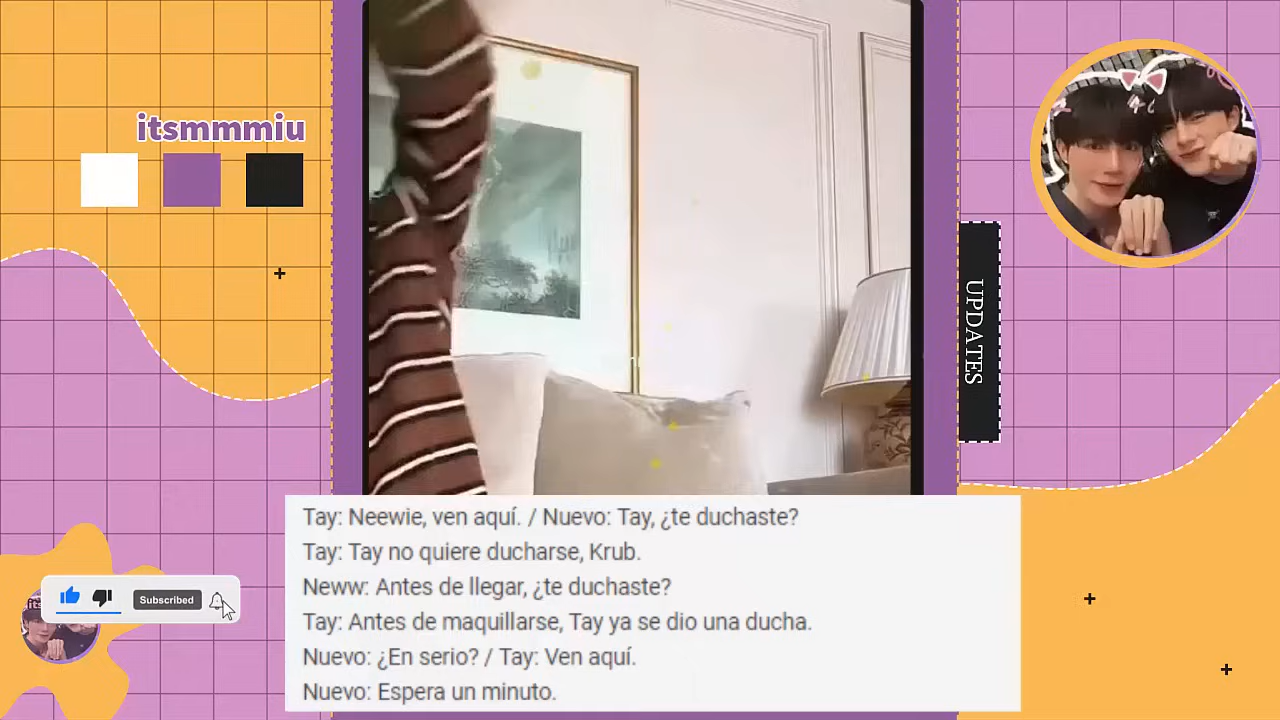 itsmmmiu
UPDATES
Tay: Neewie, ven aquí. / Nuevo: Tay, ¿te duchaste?
Tay: Tay no quiere ducharse, Krub.
Neww: Antes de llegar, ¿te duchaste?
Tay: Antes de maquillarse, Tay ya se dio una ducha.
Nuevo: ¿En serio? / Tay: Ven aquí.
Nuevo: Espera un minuto.
Subscribed